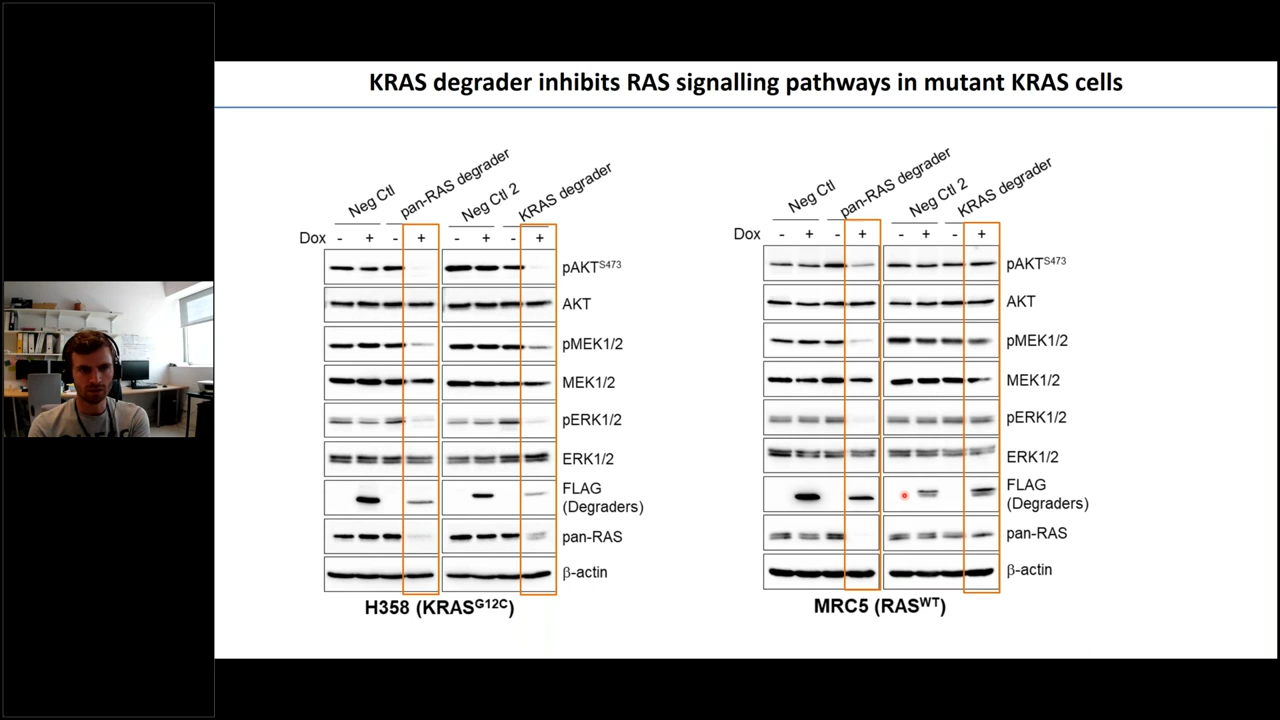 KRAS degrader inhibits RAS signalling pathways in mutant KRAS cells
Neg Ctl
pan-RAS degrader
Neg Ctl 2
KRAS degrader
Dox - + - + - + - +
pAKTS473
AKT
pMEK1/2
MEK1/2
pERK1/2
ERK1/2
FLAG
(Degraders)
pan-RAS
β-actin
H358 (KRASG12C)
Neg Ctl
pan-RAS degrader
Neg Ctl 2
KRAS degrader
Dox - + - + - + - +
pAKTS473
AKT
pMEK1/2
MEK1/2
pERK1/2
ERK1/2
FLAG
(Degraders)
pan-RAS
β-actin
MRC5 (RASWT)